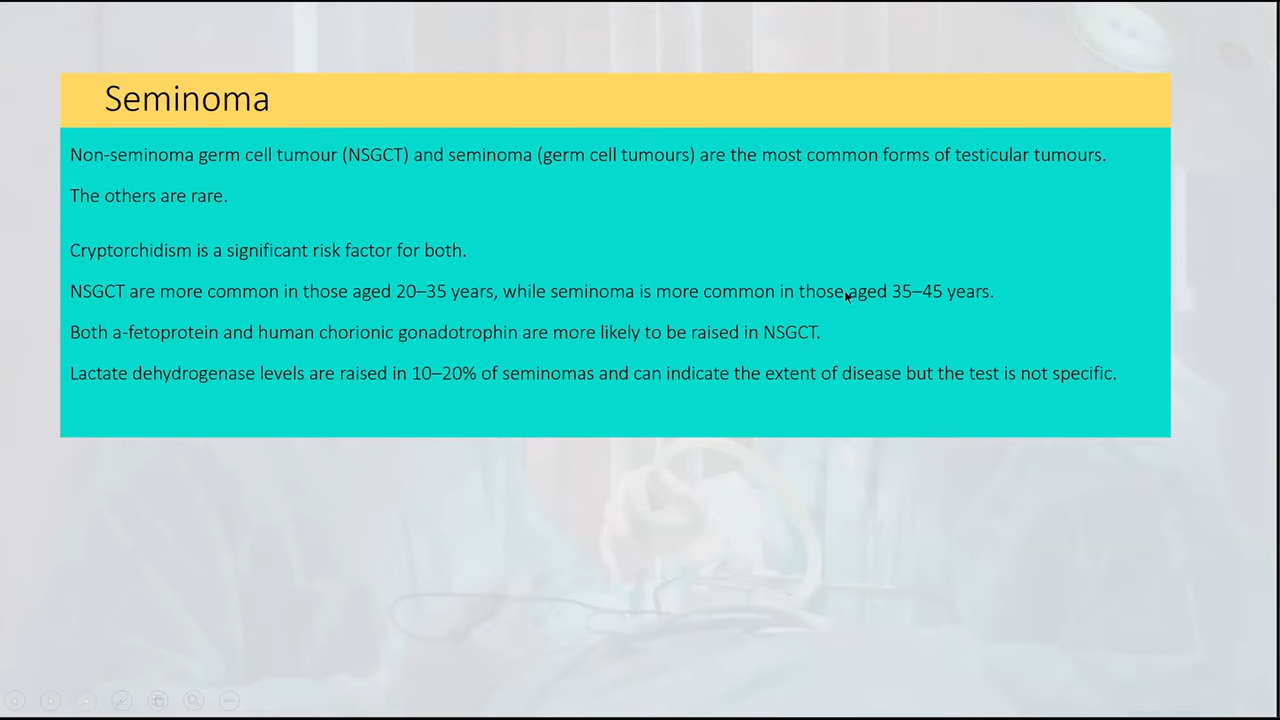 Seminoma
Non-seminoma germ cell tumour (NSGCT) and seminoma (germ cell tumours) are the most common forms of testicular tumours.
The others are rare.
Cryptorchidism is a significant risk factor for both.
NSGCT are more common in those aged 20–35 years, while seminoma is more common in those aged 35–45 years.
Both a-fetoprotein and human chorionic gonadotrophin are more likely to be raised in NSGCT.
Lactate dehydrogenase levels are raised in 10–20% of seminomas and can indicate the extent of disease but the test is not specific.